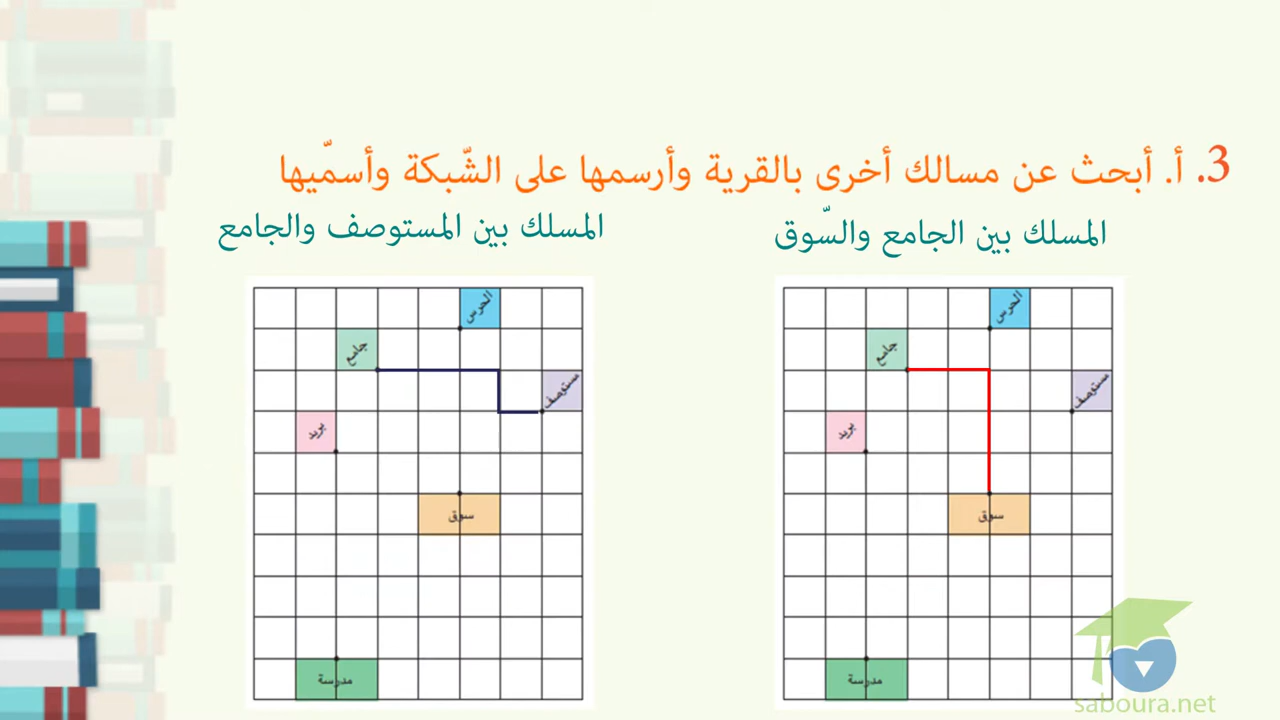 3. أ. أبحث عن مسالك أخرى بالقرية وأرسمها على الشّبكة وأسمّيها
المسلك بين الجامع والسّوق
المسلك بين المستوصف والجامع
الحرس
جامع
مستوصف
بريد
سوق
مدرسة
الحرس
جامع
مستوصف
بريد
سوق
مدرسة
saboura.net